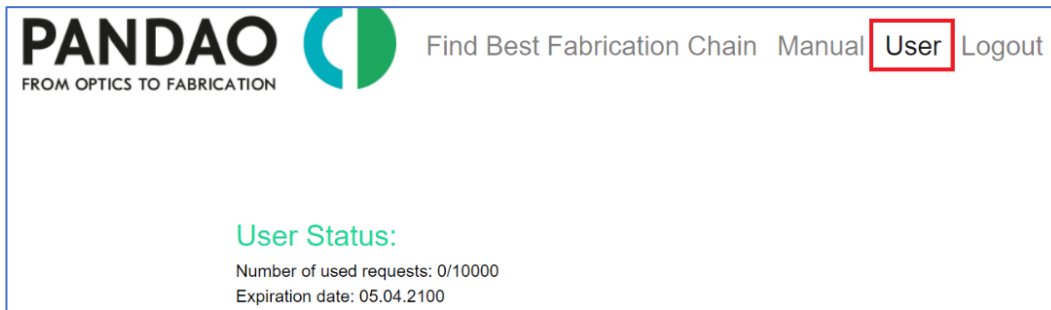 PANDAO
FROM OPTICS TO FABRICATION
Find Best Fabrication Chain Manual User Logout
User Status:
Number of used requests: 0/10000
Expiration date: 05.04.2100